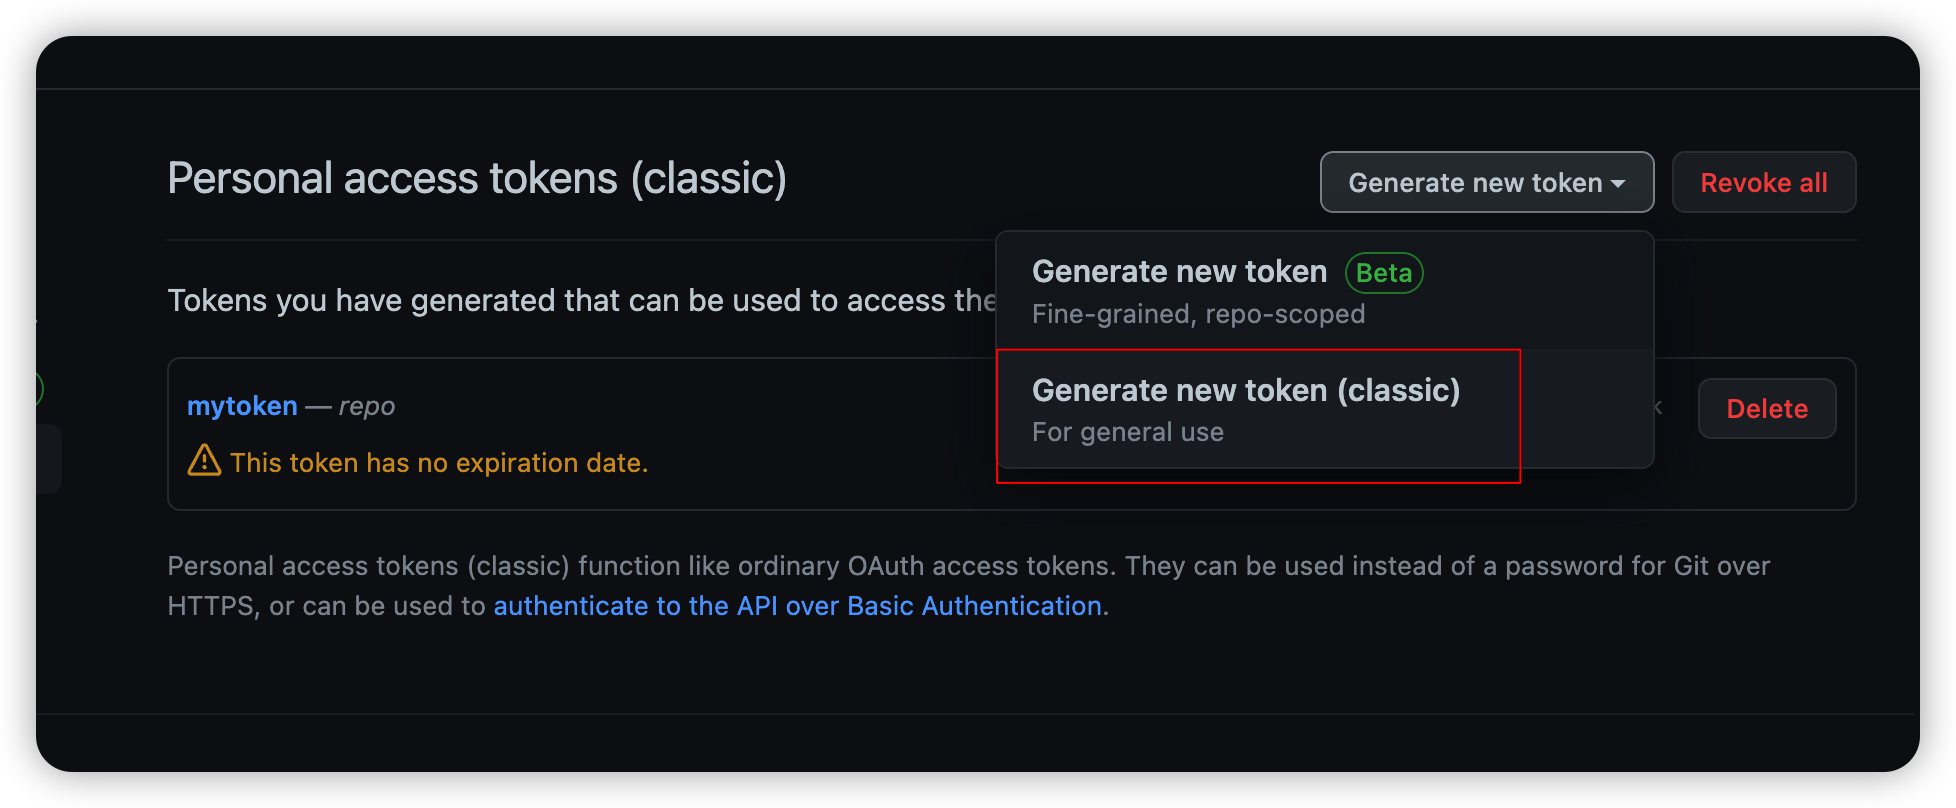 Personal access tokens (classic)
Generate new token
Revoke all
Generate new token Beta
Fine-grained, repo-scoped
Tokens you have generated that can be used to access the
Generate new token (classic)
For general use
mytoken — repo
Delete
This token has no expiration date.
Personal access tokens (classic) function like ordinary OAuth access tokens. They can be used instead of a password for Git over
HTTPS, or can be used to authenticate to the API over Basic Authentication.